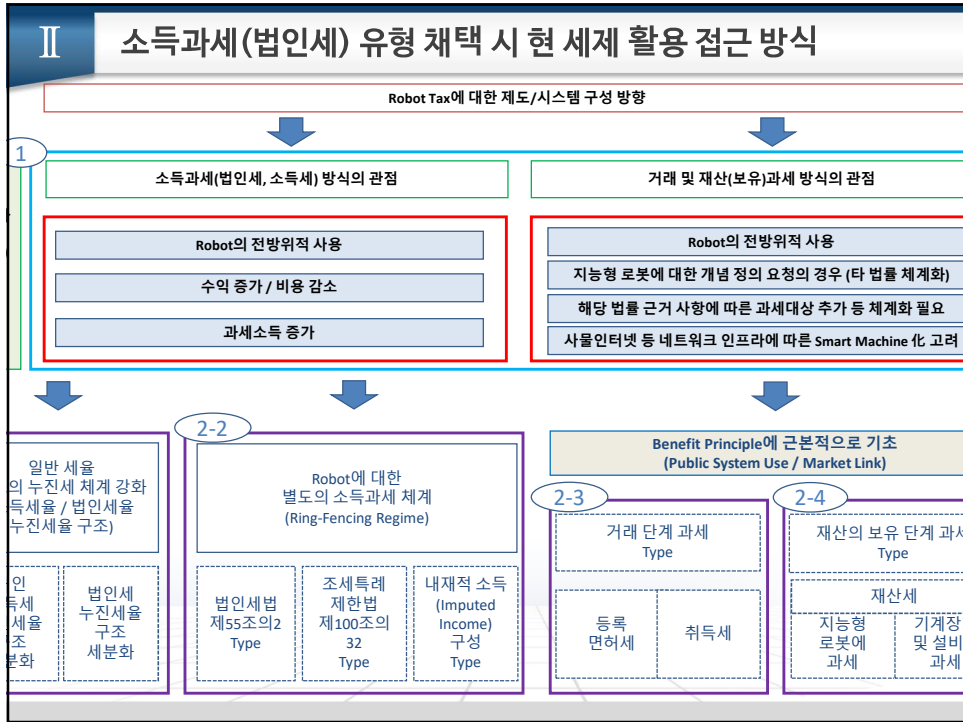 Ⅱ
소득과세(법인세) 유형 채택 시 현 세제 활용 접근 방식
Robot Tax에 대한 제도/시스템 구성 방향
1
소득과세(법인세, 소득세) 방식의 관점
Robot의 전방위적 사용
수익 증가 / 비용 감소
과세소득 증가
거래 및 재산(보유)과세 방식의 관점
Robot의 전방위적 사용
지능형 로봇에 대한 개념 정의 요청의 경우 (타 법률 체계화)
해당 법률 근거 사항에 따른 과세대상 추가 등 체계화 필요
사물인터넷 등 네트워크 인프라에 따른 Smart Machine 化 고려
일반 세율
의 누진세 체계 강화
득세율 / 법인세율
누진세율 구조)
인
득세
세율
조
분화
법인세
누진세율
구조
세분화
2-2
Robot에 대한
별도의 소득과세 체계
(Ring-Fencing Regime)
법인세법
제55조의2
Type
조세특례
제한법
제100조의
32
Type
내재적 소득
(Imputed
Income)
구성
Type
Benefit Principle에 근본적으로 기초
(Public System Use / Market Link)
2-3
거래 단계 과세
Type
등록
면허세
취득세
2-4
재산의 보유 단계 과세
Type
재산세
지능형
로봇에
과세
기계장
및 설비
과세